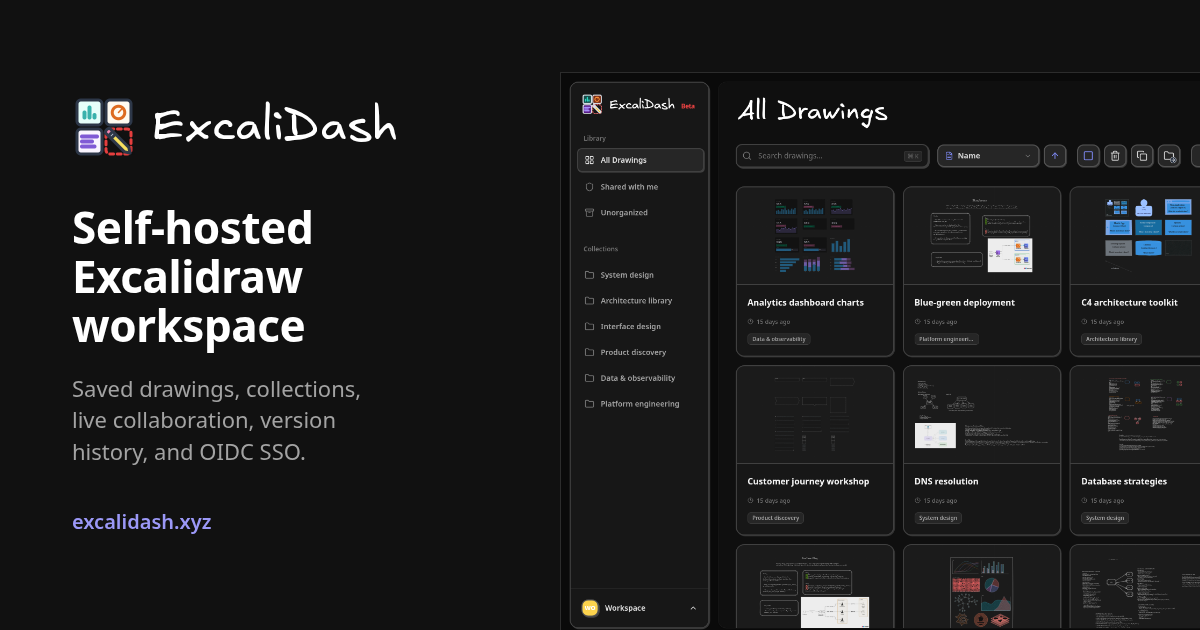 ExcaliDash
Self-hosted
Excalidraw
workspace
Saved drawings, collections,
live collaboration, version
history, and OIDC SSO.
excalidash.xyz
ExcaliDash Beta
Library
All Drawings
Shared with me
Unorganized
Collections
System design
Architecture library
Interface design
Product discovery
Data & observability
Platform engineering
WO Workspace
All Drawings
Search drawings...
Name
Analytics dashboard charts
15 days ago
Data & observability
Blue-green deployment
15 days ago
Platform engineeri...
C4 architecture toolkit
15 days ago
Architecture library
Customer journey workshop
15 days ago
Product discovery
DNS resolution
15 days ago
System design
Database strategies
15 days ago
System design